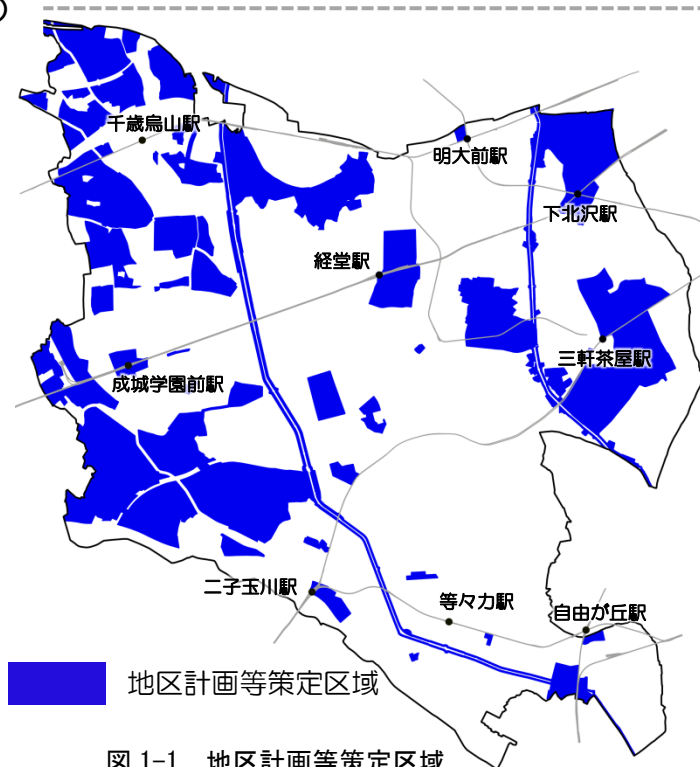 千歳烏山駅
明大前駅
下北沢駅
経堂駅
三軒茶屋駅
成城学園前駅
二子玉川駅
等々力駅
自由が丘駅
地区計画等策定区域
図 1-1 地区計画等策定区域